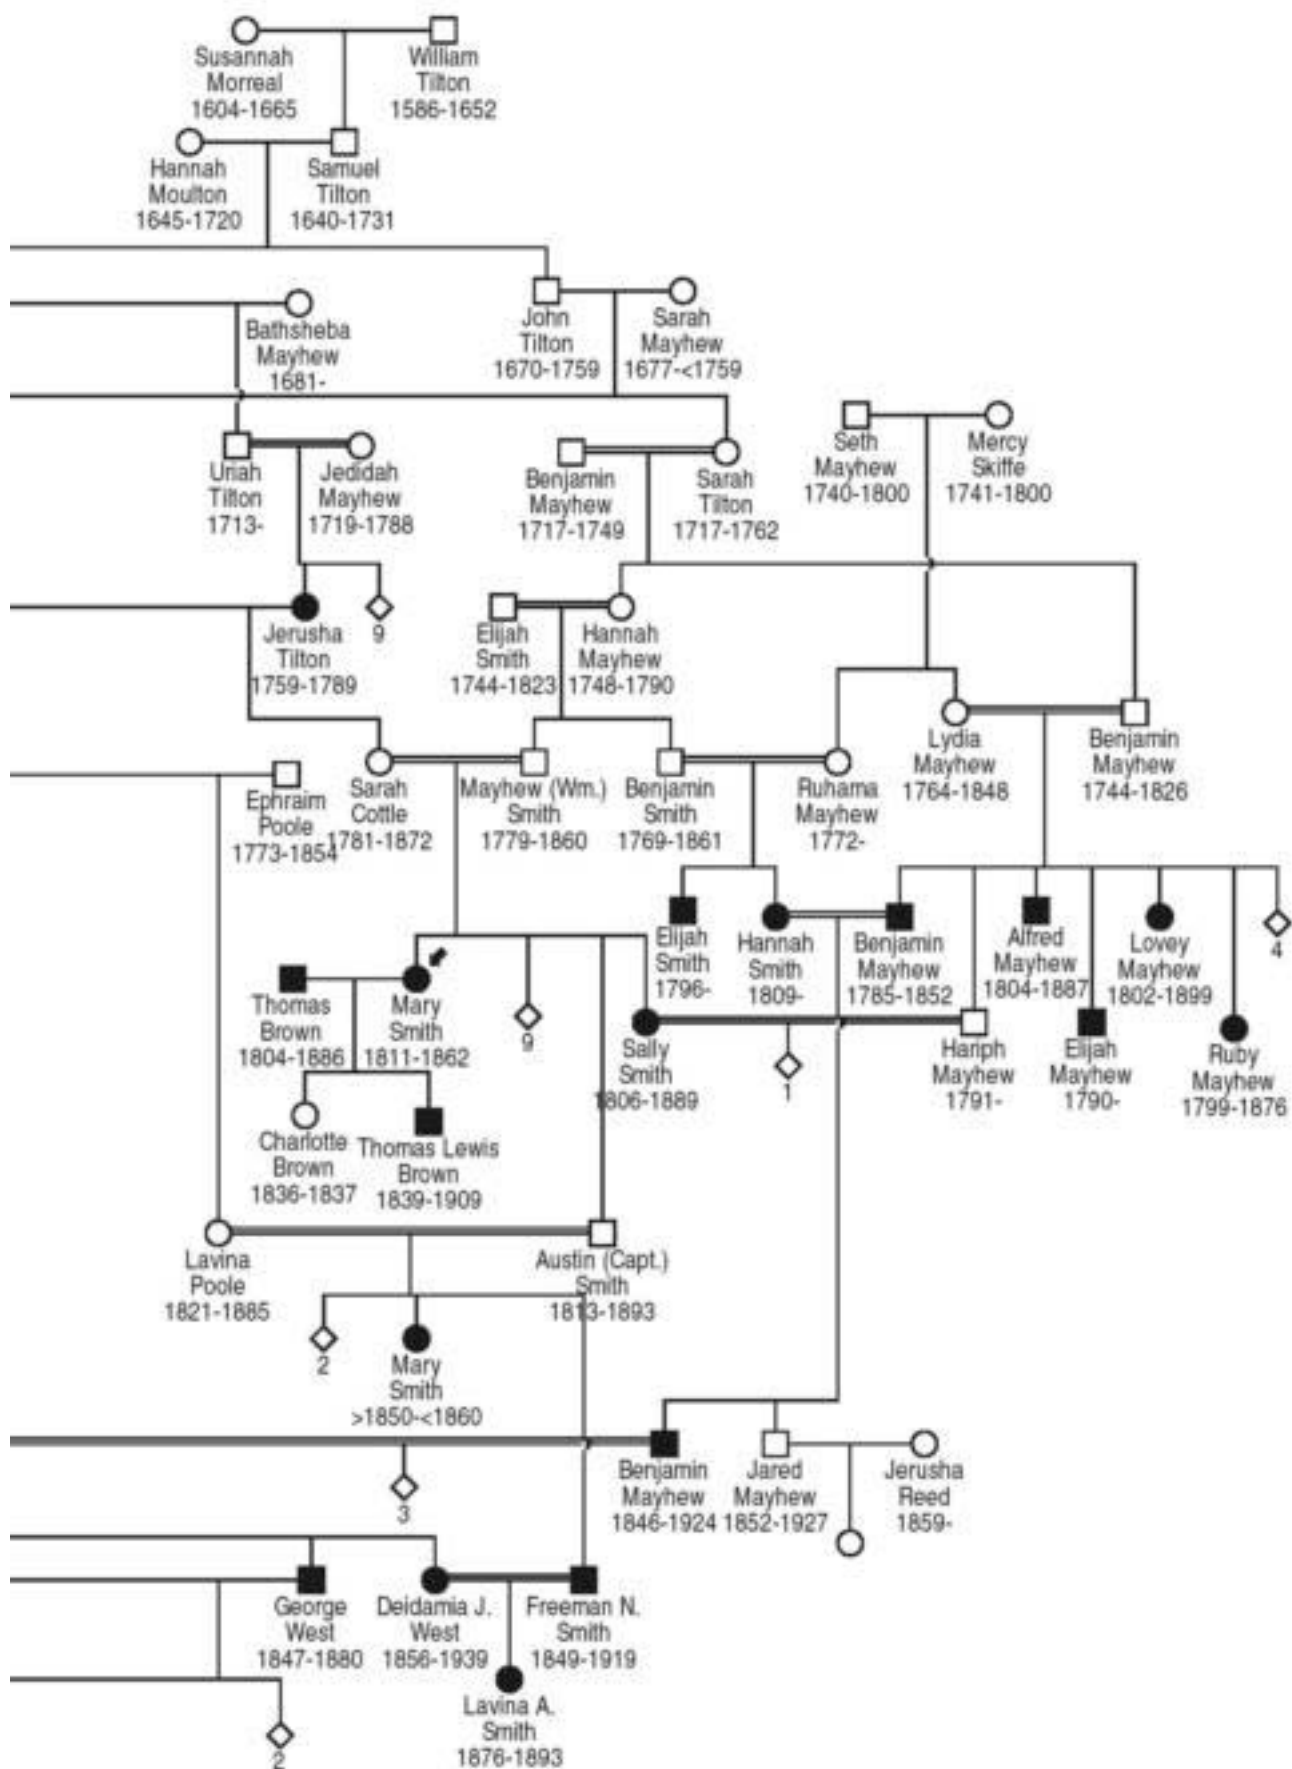 Susannah
Morreal
1604-1665
William
Tilton
1586-1652
Hannah
Moulton
1645-1720
Samuel
Tilton
1640-1731
Bathsheba
Mayhew
1681-
John
Tilton
1670-1759
Sarah
Mayhew
1677-<1759
Uriah
Tilton
1713-
Jedidah
Mayhew
1719-1788
Benjamin
Mayhew
1717-1749
Sarah
Tilton
1717-1762
Seth
Mayhew
1740-1800
Mercy
Skiffe
1741-1800
Jerusha
Tilton
1759-1789
9
Elijah
Smith
1744-1823
Hannah
Mayhew
1748-1790
Lydia
Mayhew
1764-1848
Benjamin
Mayhew
1744-1826
Ephraim
Poole
1773-1854
Sarah
Cottle
1781-1872
Mayhew (Wm.)
Smith
1779-1860
Benjamin
Smith
1769-1861
Ruhama
Mayhew
1772-
Elijah
Smith
1796-
Hannah
Smith
1809-
Benjamin
Mayhew
1785-1852
Alfred
Mayhew
1804-1887
Lovey
Mayhew
1802-1899
4
Thomas
Brown
1804-1886
Mary
Smith
1811-1862
9
Sally
Smith
1806-1889
1
Hariph
Mayhew
1791-
Elijah
Mayhew
1790-
Ruby
Mayhew
1799-1876
Charlotte
Brown
1836-1837
Thomas Lewis
Brown
1839-1909
Lavina
Poole
1821-1885
Austin (Capt.)
Smith
1813-1893
2
Mary
Smith
>1850-<1860
3
Benjamin
Mayhew
1846-1924
Jared
Mayhew
1852-1927
Jerusha
Reed
1859-
George
West
1847-1880
Deidamia J.
West
1856-1939
Freeman N.
Smith
1849-1919
2
Lavina A.
Smith
1876-1893